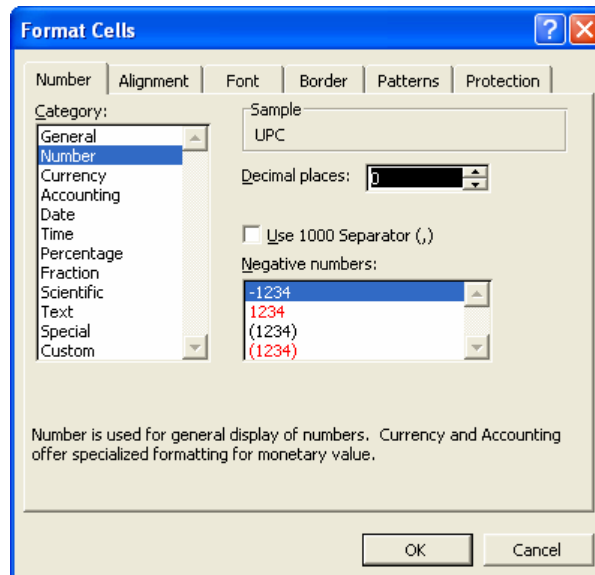 Format Cells
Number Alignment Font Border Patterns Protection
Category:
General
Number
Currency
Accounting
Date
Time
Percentage
Fraction
Scientific
Text
Special
Custom
Sample
UPC
Decimal places: 0
Use 1000 Separator (,)
Negative numbers:
-1234
1234
(1234)
(1234)
Number is used for general display of numbers. Currency and Accounting
offer specialized formatting for monetary value.
OK Cancel